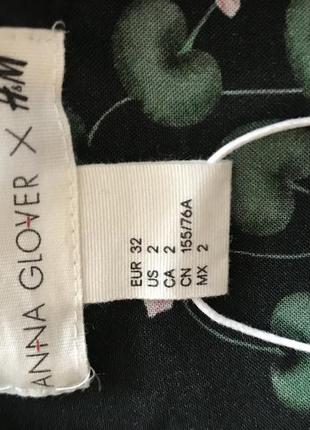 ANNA GLOVER X H&M
EUR 32
US 2
CA 2
CN 155/76A
MX 2